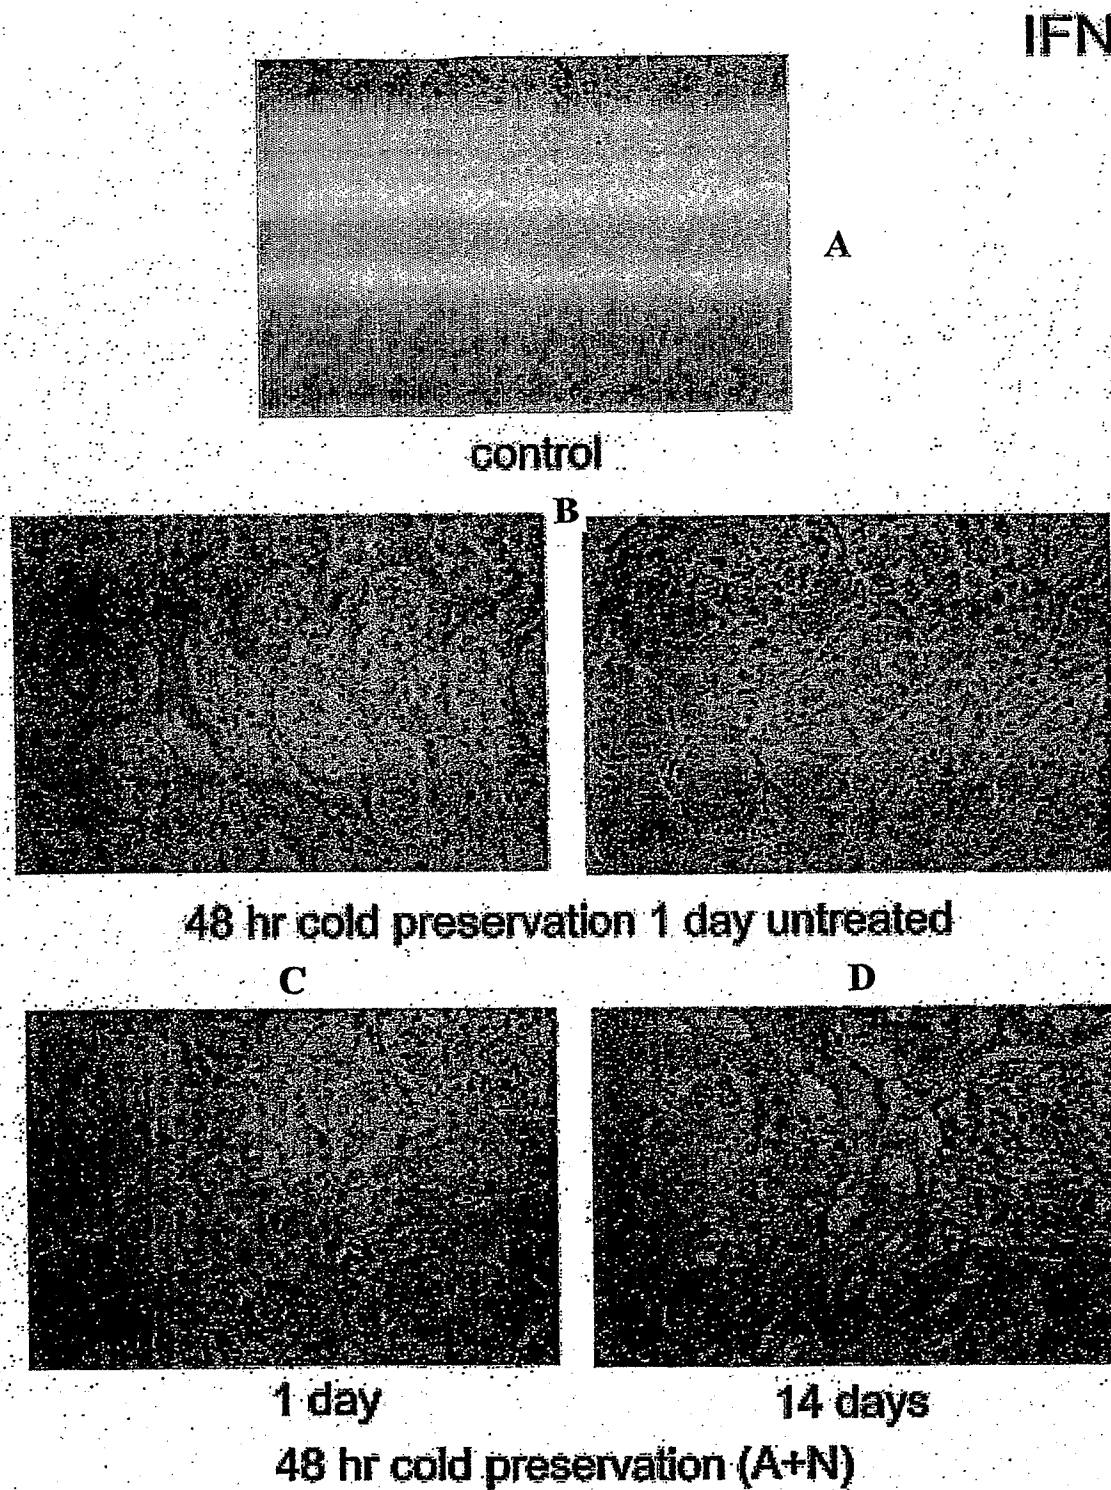 IFN
A
control
B
48 hr cold preservation 1 day untreated
C D
1 day 14 days
48 hr cold preservation (A+N)